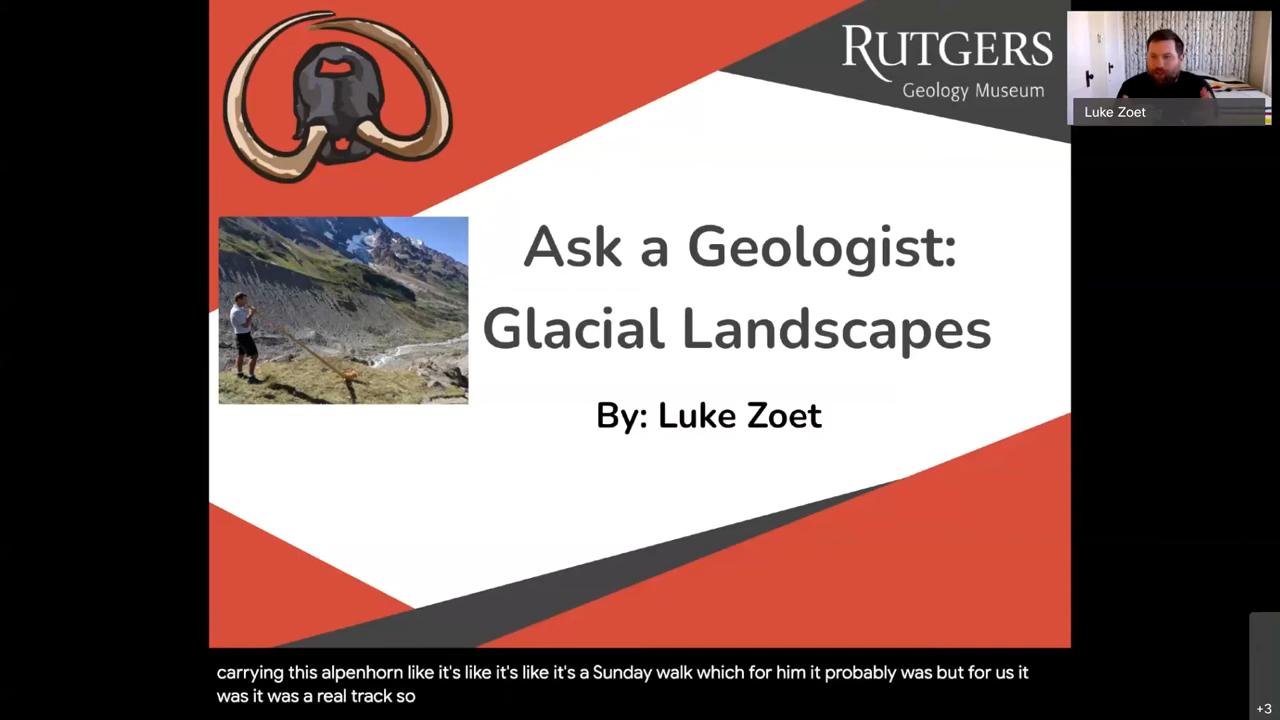 RUTGERS
Geology Museum
Luke Zoet
Ask a Geologist:
Glacial Landscapes
By: Luke Zoet
carrying this alpenhorn like it's like it's like it's a Sunday walk which for him it probably was but for us it
was it was a real track so
+3